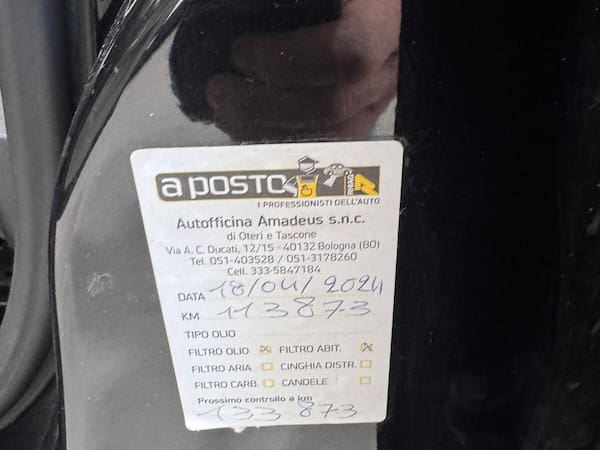 a posto
I PROFESSIONISTI DELL'AUTO
Autofficina Amadeus s.n.c.
di Oteri e Tascone
Via A. C. Ducati, 12/15 - 40132 Bologna (BO)
Tel. 051-403528 / 051-3178260
Cell. 333-5847184
DATA 18/04/2024
KM 113873
TIPO OLIO
FILTRO OLIO FILTRO ABIT.
FILTRO ARIA CINGHIA DISTR.
FILTRO CARB. CANDELE
Prossimo controllo a km
133 873